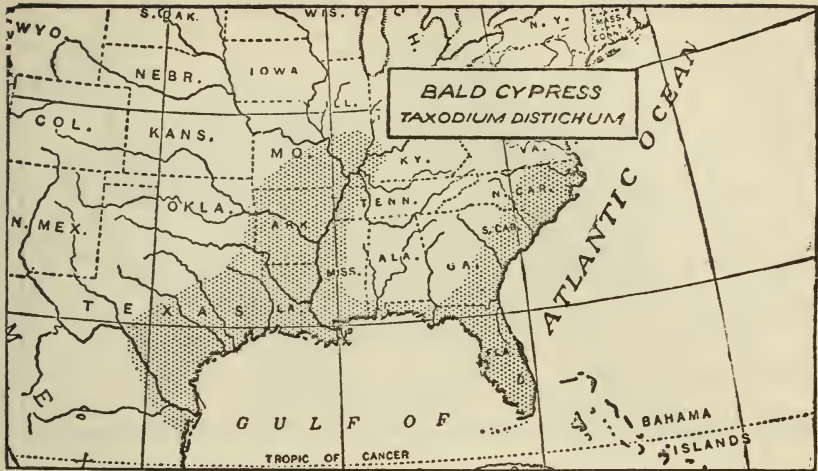 S. DAK.
WIS.
N. Y.
MASS.
CONN.
WYO.
NEBR.
IOWA
BALD CYPRESS
TAXODIUM DISTICHUM
COL.
KANS.
MO.
KY.
VA.
OKLA.
TENN.
N. CAR.
N. MEX.
ARK.
S. CAR.
MISS.
ALA.
GA.
TEXAS
LA.
FLA.
ATLANTIC OCEAN
GULF OF
BAHAMA
ISLANDS
TROPIC OF CANCER